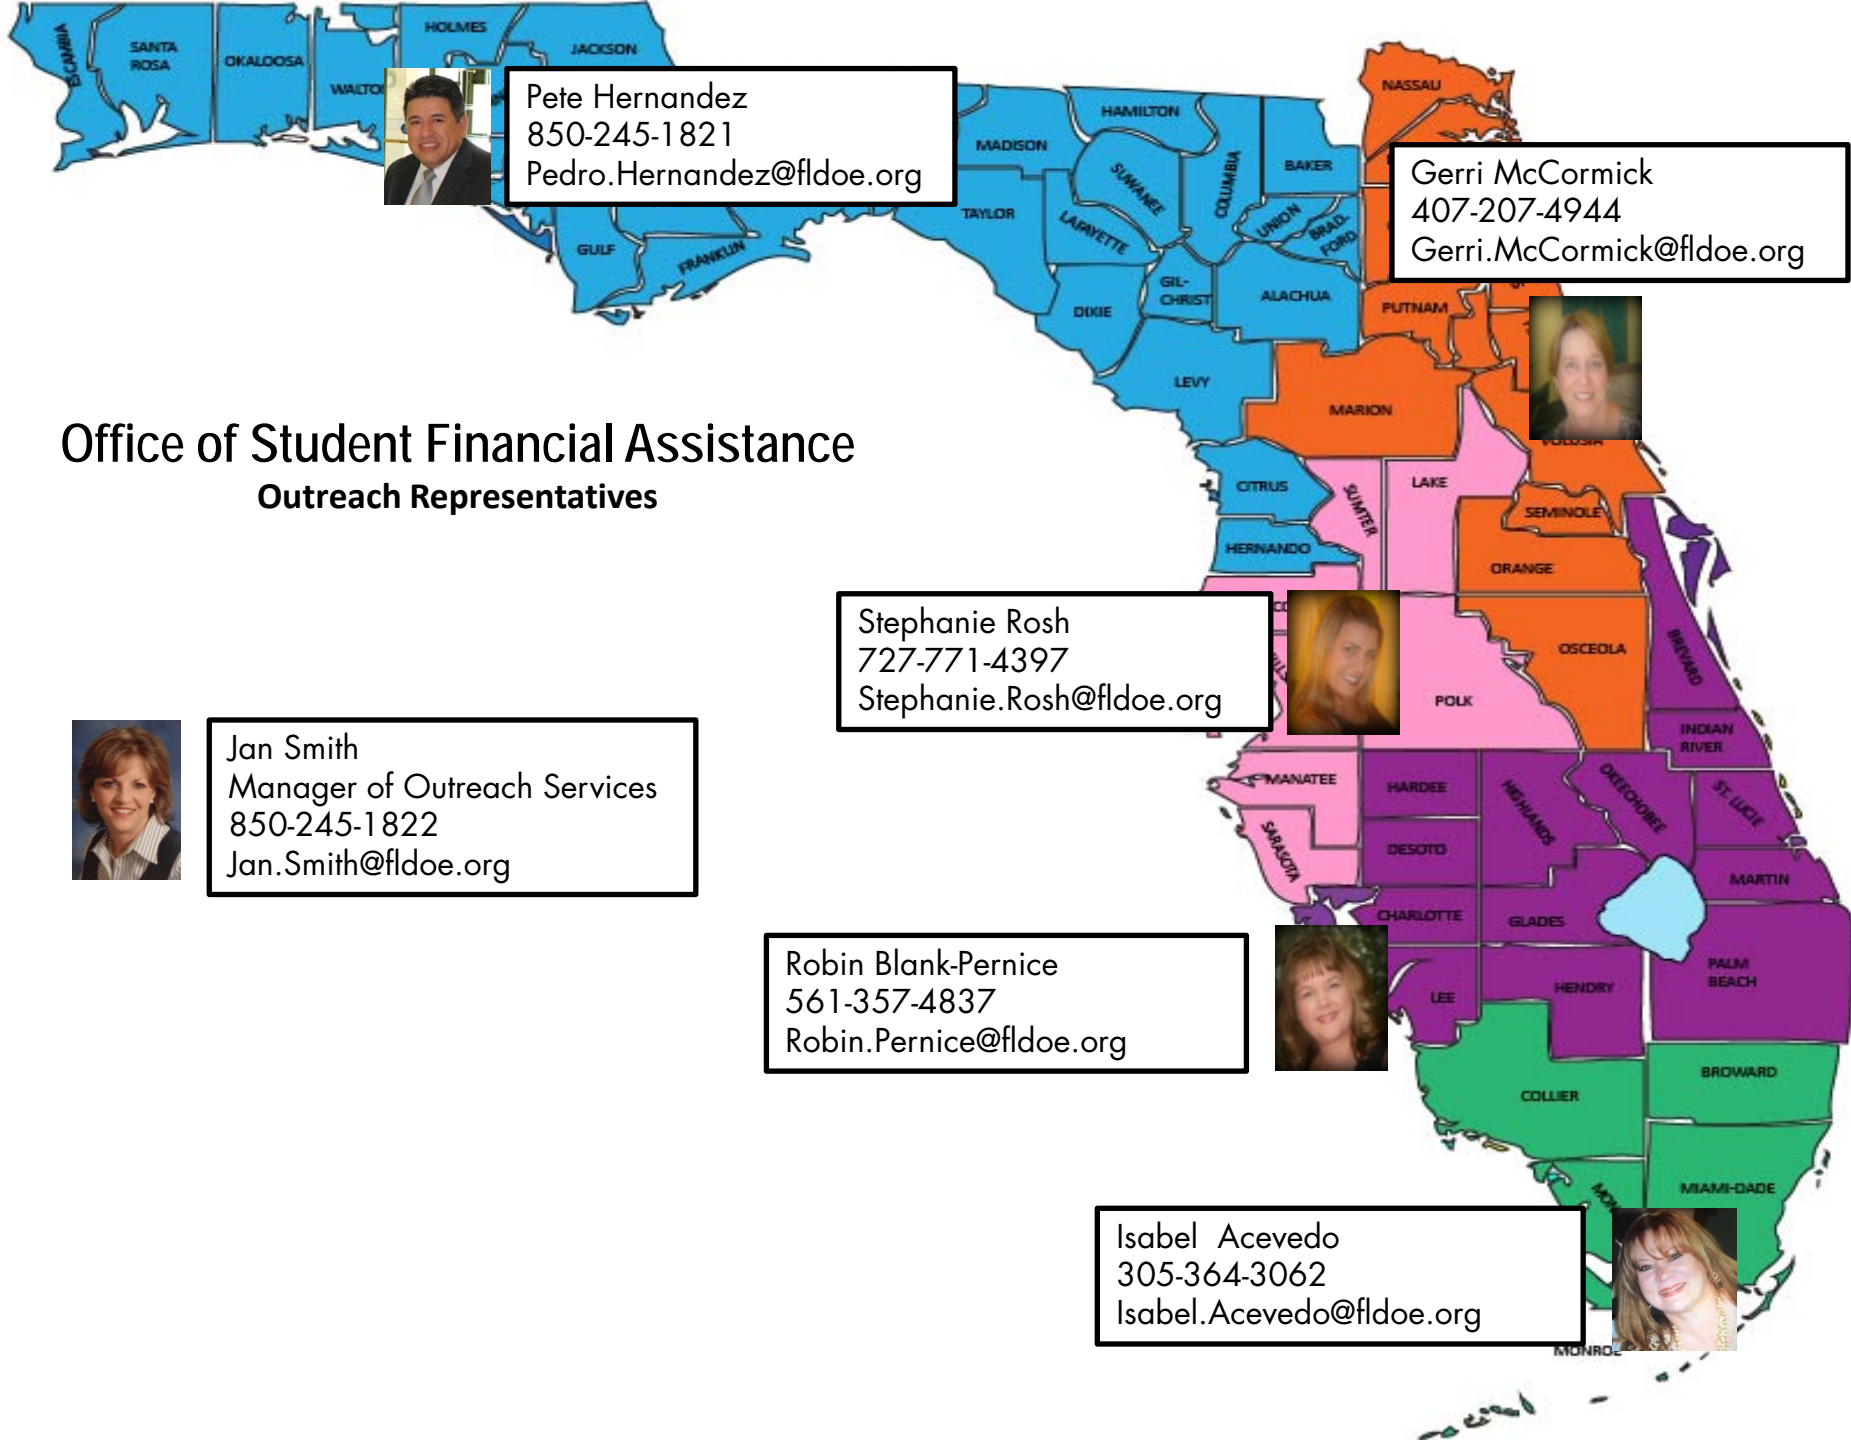 ESCAMBIA
SANTA
ROSA
OKALOOSA
HOLMES
JACKSON
NASSAU
Pete Hernandez
850-245-1821
Pedro.Hernandez@fldoe.org
MADISON
HAMILTON
SUWANEE
COLUMBIA
BAKER
UNION
BRAD-
FORD
TAYLOR
LAFAYETTE
Gerri McCormick
407-207-4944
Gerri.McCormick@fldoe.org
GULF
FRANKLIN
DIXIE
GIL-
CHRIST
ALACHUA
PUTNAM
LEVY
MARION
VOLUSIA
Office of Student Financial Assistance
Outreach Representatives
CITRUS
SUMTER
LAKE
SEMINOLE
HERNANDO
ORANGE
Stephanie Rosh
727-771-4397
Stephanie.Rosh@fldoe.org
OSCEOLA
BREVARD
POLK
INDIAN
RIVER
Jan Smith
Manager of Outreach Services
850-245-1822
Jan.Smith@fldoe.org
MANATEE
HARDEE
HIGHLANDS
OKEECHOBEE
ST. LUCIE
SARASOTA
DESOTO
MARTIN
CHARLOTTE
GLADES
Robin Blank-Pernice
561-357-4837
Robin.Pernice@fldoe.org
LEE
HENDRY
PALM
BEACH
COLLIER
BROWARD
MIAMI-DADE
Isabel  Acevedo
305-364-3062
Isabel.Acevedo@fldoe.org
MONROE